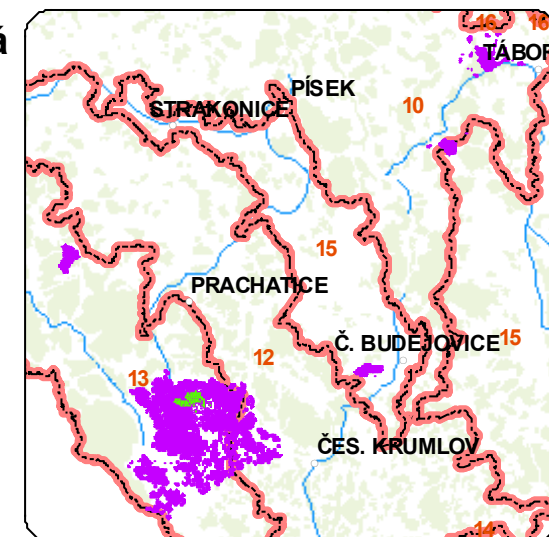 á
16
16
TÁBOR
PÍSEK
STRAKONICE
10
15
PRACHATICE
Č. BUDEJOVICE
15
12
13
ČES. KRUMLOV
14